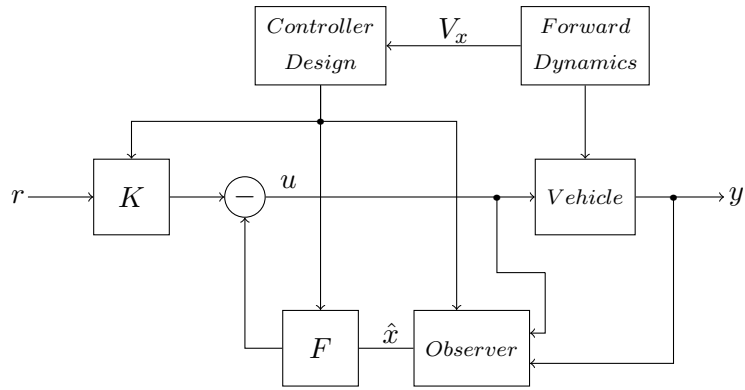 Controller
Design
V_x
Forward
Dynamics
r
K
−
u
Vehicle
y
F
x̂
Observer